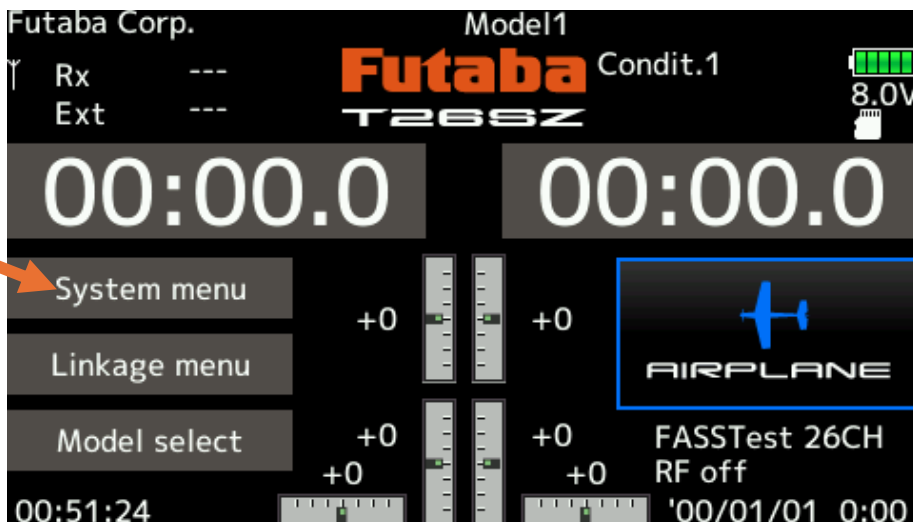 Futaba Corp.
Model1
Rx ---
Ext ---
Futaba
T26SZ
Condit.1
8.0V
00:00.0
00:00.0
System menu
Linkage menu
Model select
+0
+0
+0
+0
+0
+0
AIRPLANE
FASSTest 26CH
RF off
00:51:24
'00/01/01 0:00